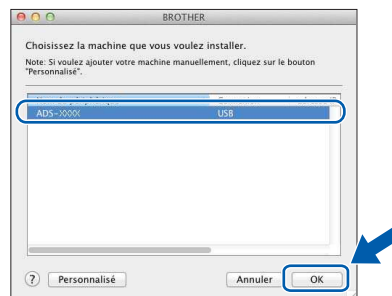 BROTHER
Choisissez la machine que vous voulez installer.
Note: Si voulez ajouter votre machine manuellement, cliquez sur le bouton
"Personnalisé".
ADS-XXXX USB
? Personnalisé Annuler OK